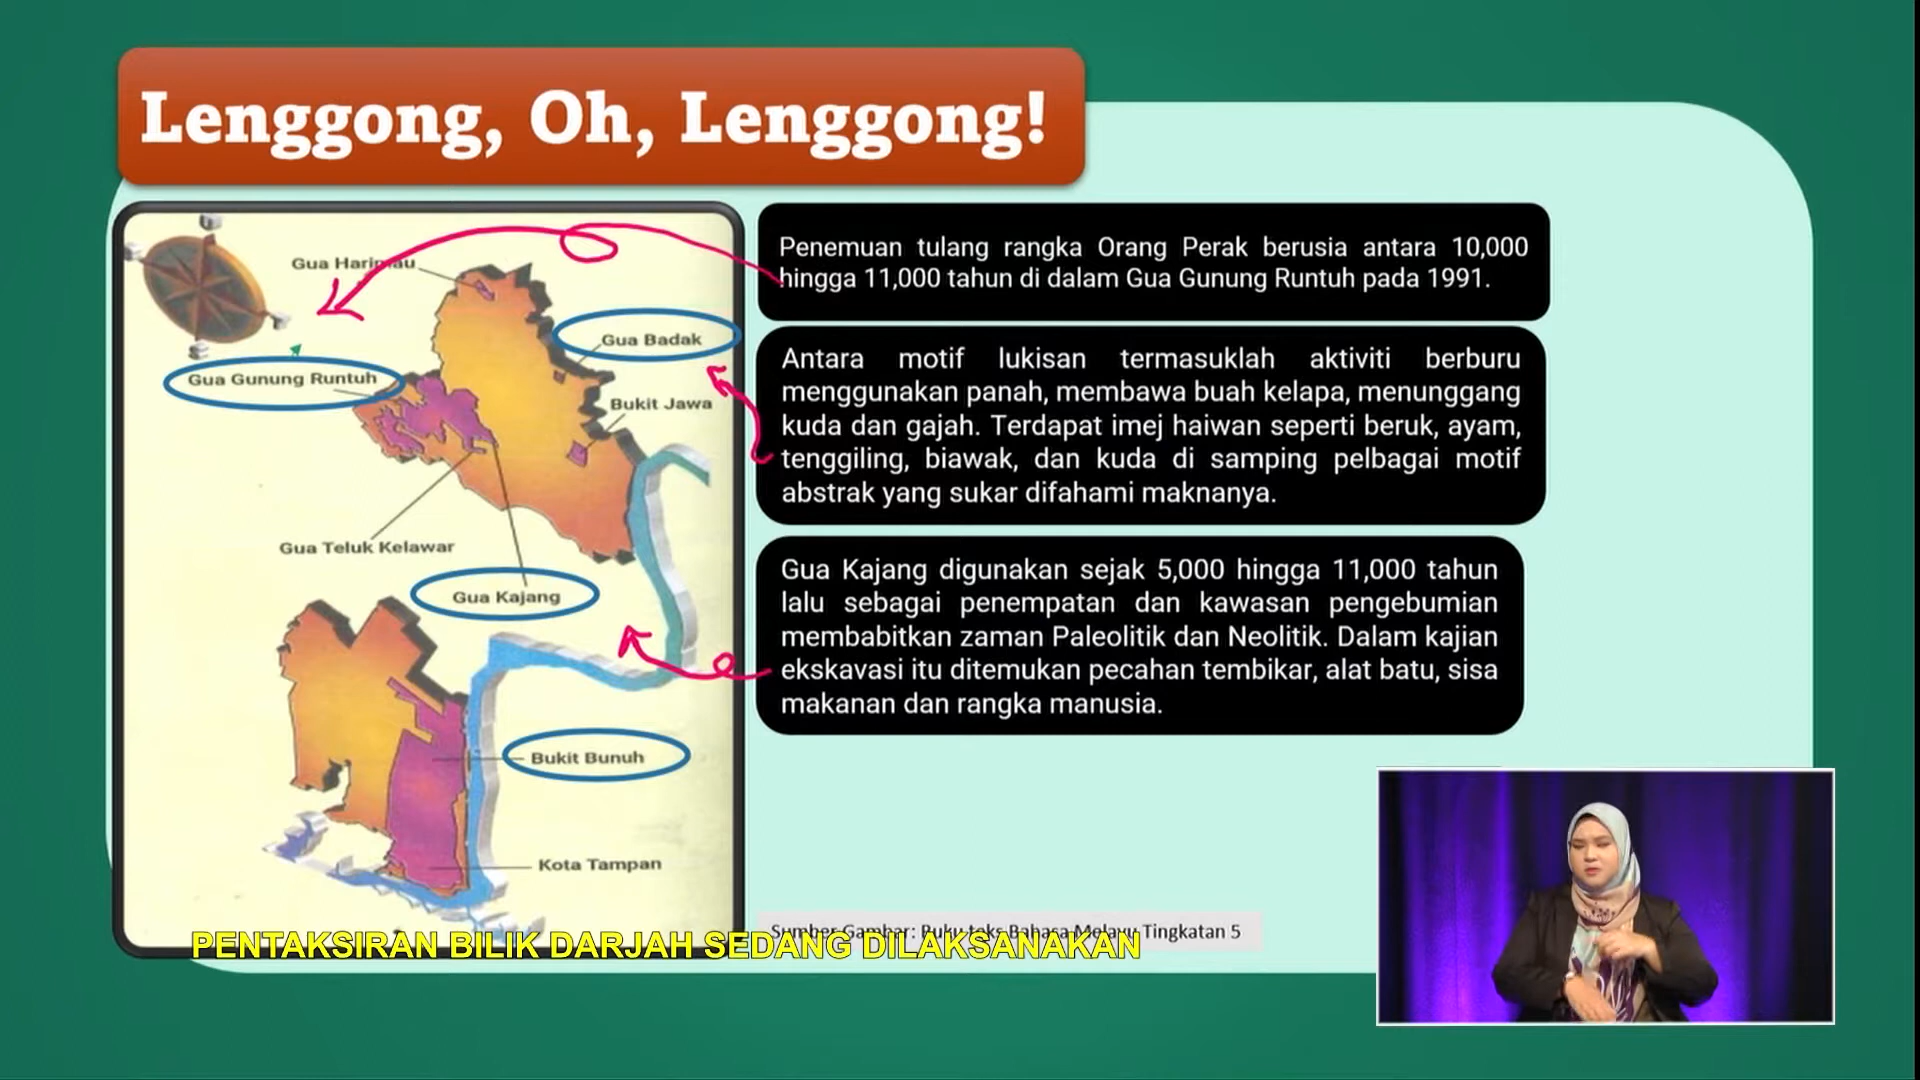 Lenggong, Oh, Lenggong!
Gua Harimau
Gua Badak
Gua Gunung Runtuh
Bukit Jawa
Gua Teluk Kelawar
Gua Kajang
Bukit Bunuh
Kota Tampan
Penemuan tulang rangka Orang Perak berusia antara 10,000
hingga 11,000 tahun di dalam Gua Gunung Runtuh pada 1991.
Antara motif lukisan termasuklah aktiviti berburu
menggunakan panah, membawa buah kelapa, menunggang
kuda dan gajah. Terdapat imej haiwan seperti beruk, ayam,
tenggiling, biawak, dan kuda di samping pelbagai motif
abstrak yang sukar difahami maknanya.
Gua Kajang digunakan sejak 5,000 hingga 11,000 tahun
lalu sebagai penempatan dan kawasan pengebumian
membabitkan zaman Paleolitik dan Neolitik. Dalam kajian
ekskavasi itu ditemukan pecahan tembikar, alat batu, sisa
makanan dan rangka manusia.
Sumber Gambar: Buku teks Bahasa Melayu Tingkatan 5
PENTAKSIRAN BILIK DARJAH SEDANG DILAKSANAKAN